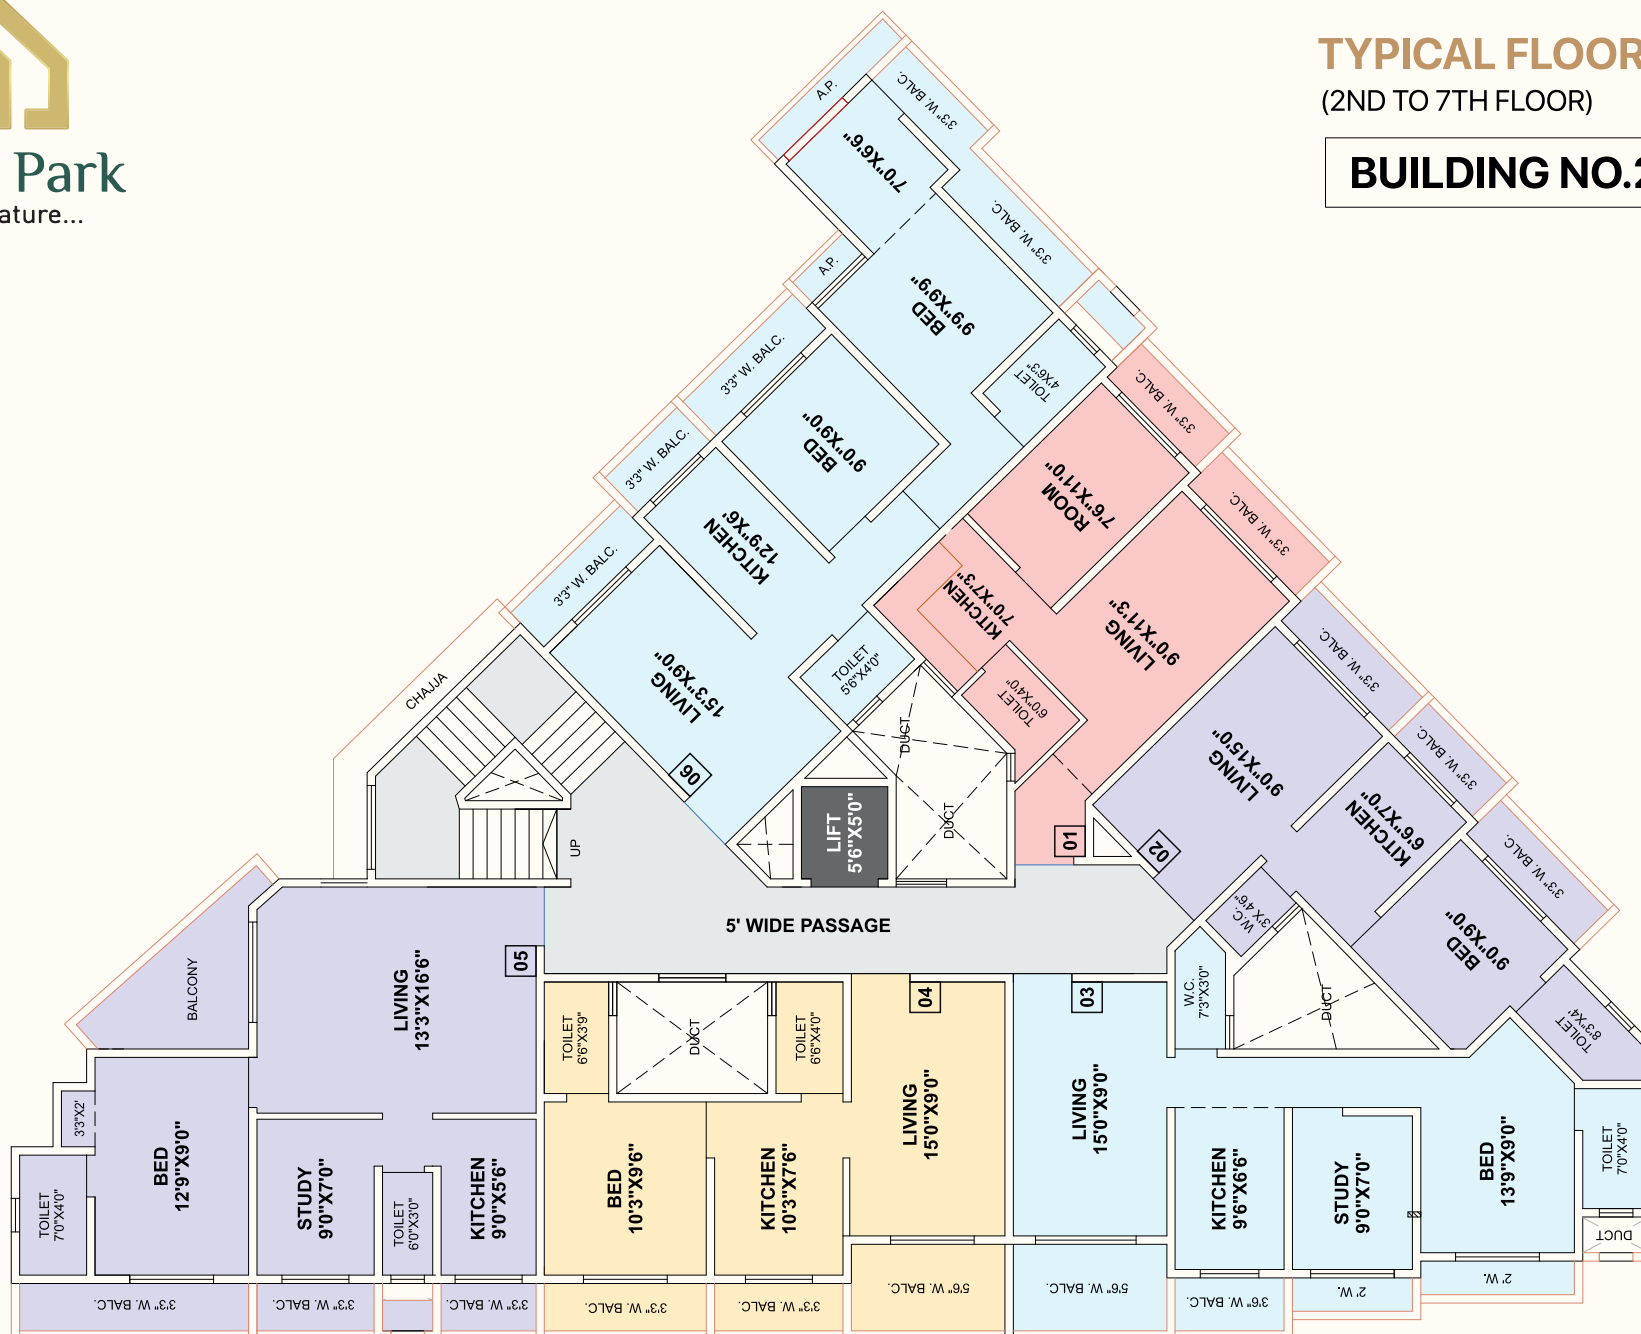 Park
ature...
TYPICAL FLOOR
(2ND TO 7TH FLOOR)
BUILDING NO.2
A.P.
3'3" W. BALC.
7'0"X6'6"
A.P.
3'3" W. BALC.
BED
9'9"X9'9"
TOILET
4'X6'3"
3'3" W. BALC.
BED
9'0"X9'0"
3'3" W. BALC.
KITCHEN
12'9"X6'
3'3" W. BALC.
LIVING
15'3"X9'0"
TOILET
5'6"X4'0"
06
3'3" W. BALC.
ROOM
7'6"X11'0"
3'3" W. BALC.
KITCHEN
7'0"X7'3"
LIVING
9'0"X11'3"
TOILET
6'0"X4'0"
01
3'3" W. BALC.
LIVING
9'0"X15'0"
3'3" W. BALC.
KITCHEN
6'6"X7'0"
3'3" W. BALC.
BED
9'0"X9'0"
W.C.
3'X 4'6"
02
TOILET
8'3"X4'
DUCT
CHAJJA
UP
LIFT
5'6"X5'0"
DUCT
DUCT
5' WIDE PASSAGE
BALCONY
LIVING
13'3"X16'6"
05
3'3"X2'
BED
12'9"X9'0"
TOILET
7'0"X4'0"
STUDY
9'0"X7'0"
TOILET
6'0"X3'0"
KITCHEN
9'0"X5'6"
3'3" W. BALC.
3'3" W. BALC.
3'3" W. BALC.
TOILET
6'6"X3'9"
DUCT
TOILET
6'6"X4'0"
04
LIVING
15'0"X9'0"
BED
10'3"X9'6"
KITCHEN
10'3"X7'6"
3'3" W. BALC.
3'3" W. BALC.
5'6" W. BALC.
03
LIVING
15'0"X9'0"
W.C.
7'3"X3'0"
KITCHEN
9'6"X6'6"
STUDY
9'0"X7'0"
BED
13'9"X9'0"
TOILET
7'0"X4'0"
DUCT
5'6" W. BALC.
3'6" W. BALC.
2' W.
2' W.